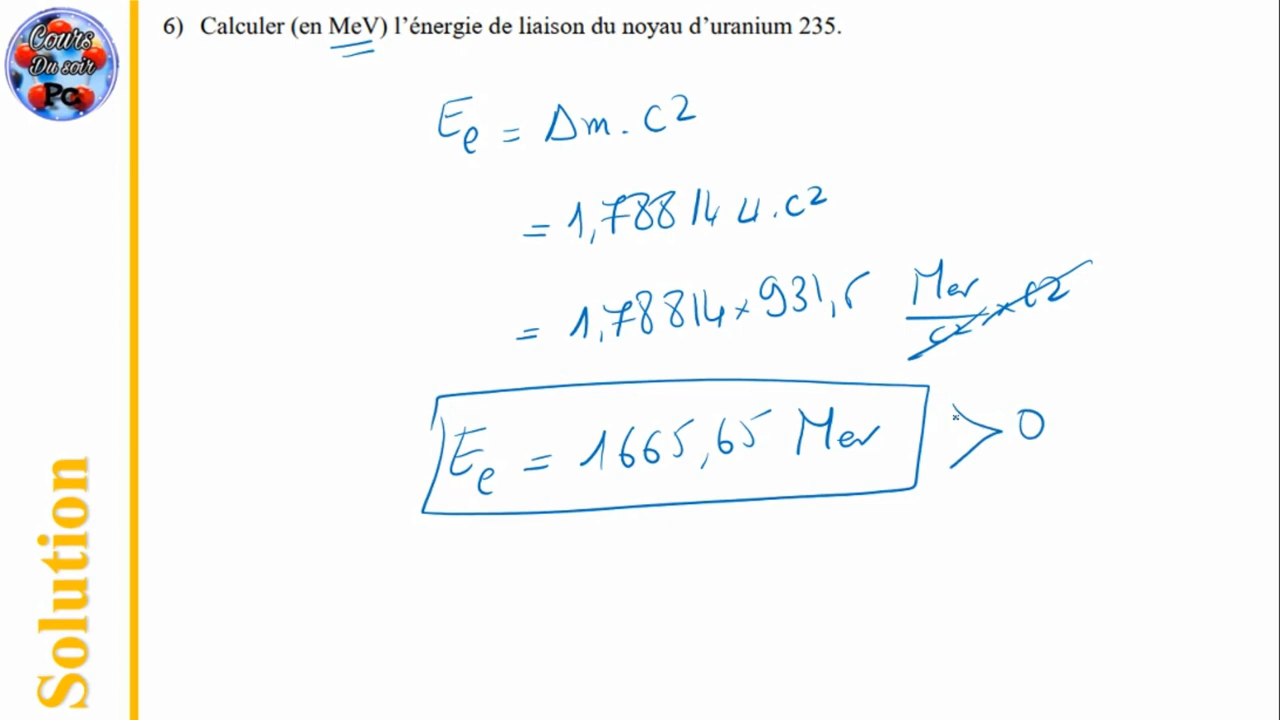 Cours
Du soir
PC
6) Calculer (en MeV) l’énergie de liaison du noyau d’uranium 235.
Eℓ = Δm . c²
= 1,78814 u . c²
= 1,78814 × 931,5 MeV/c² × c²
Eℓ = 1665,65 MeV > 0
Solution